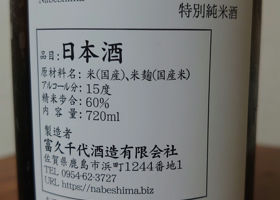 Nabeshima
特別純米酒
品目：日本酒
原材料名：米(国産)、米麹(国産米)
アルコール分：15度
精米歩合：60%
内容量：720ml
製造者
富久千代酒造有限会社
佐賀県鹿島市浜町1244番地1
TEL 0954-62-3727
URL https://nabeshima.biz